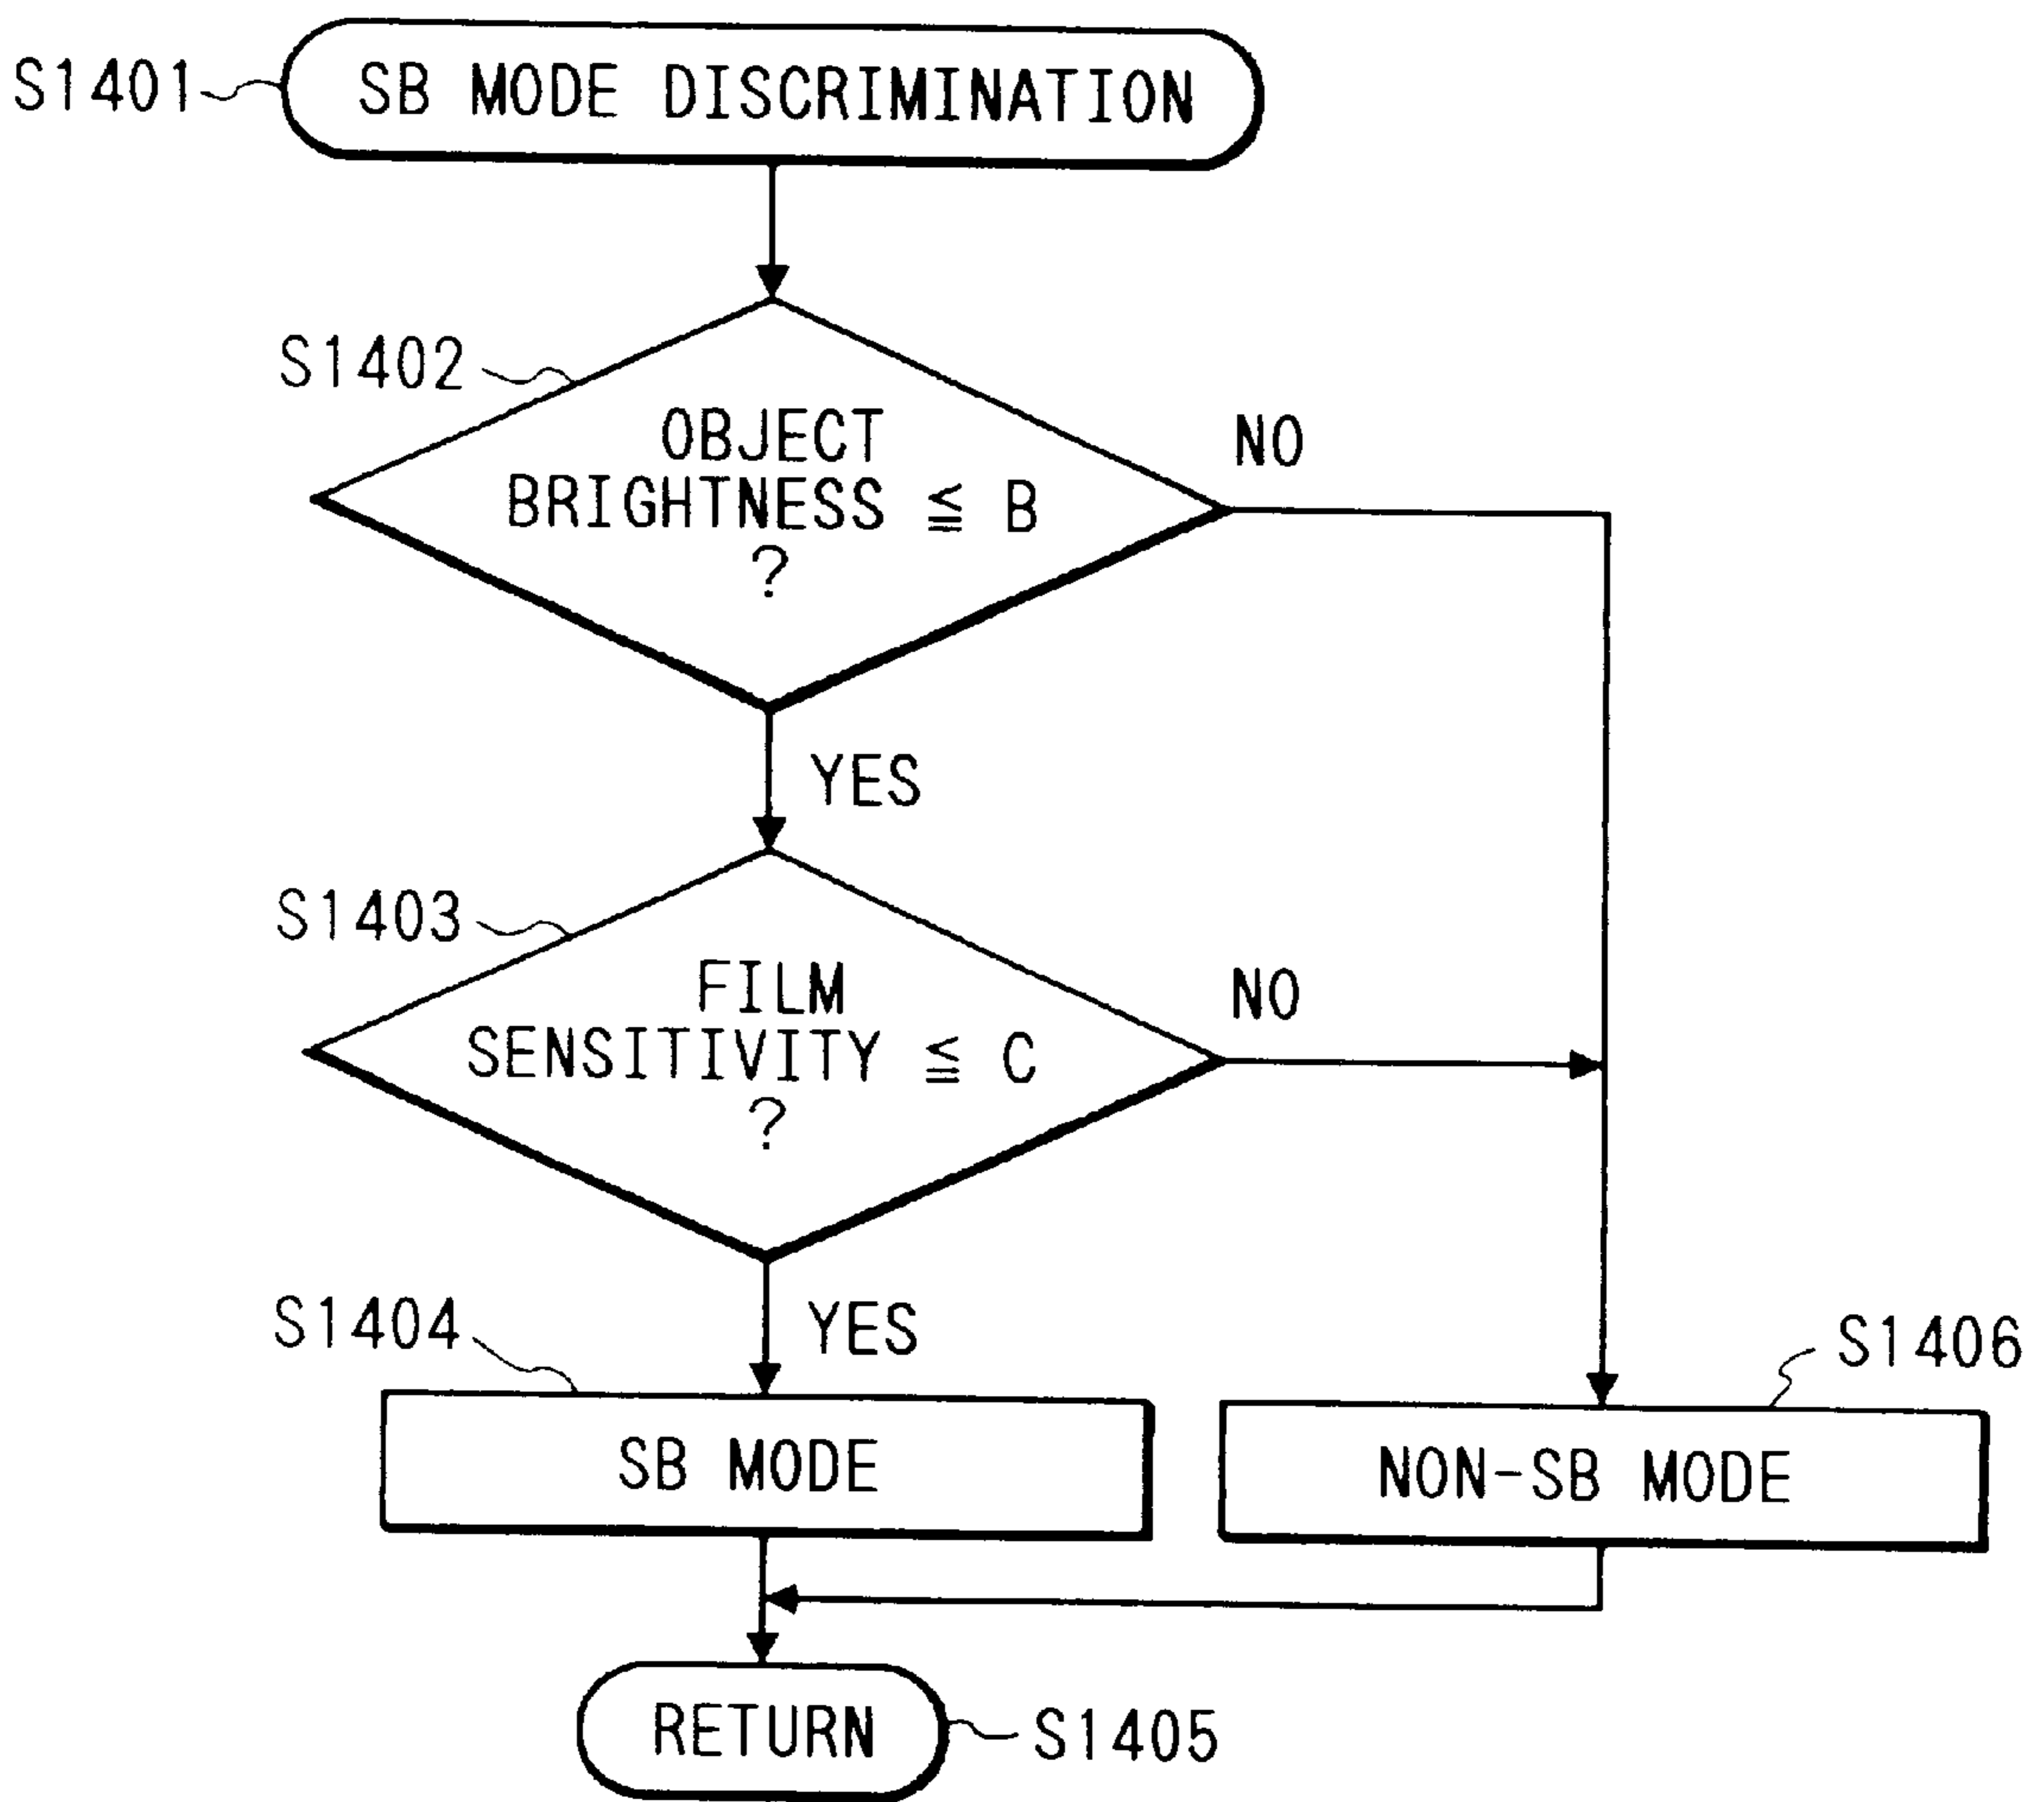 S1401
SB MODE DISCRIMINATION
S1402
OBJECT
BRIGHTNESS ≦ B
?
NO
YES
S1403
FILM
SENSITIVITY ≦ C
?
NO
YES
S1404
SB MODE
S1406
NON-SB MODE
RETURN
S1405